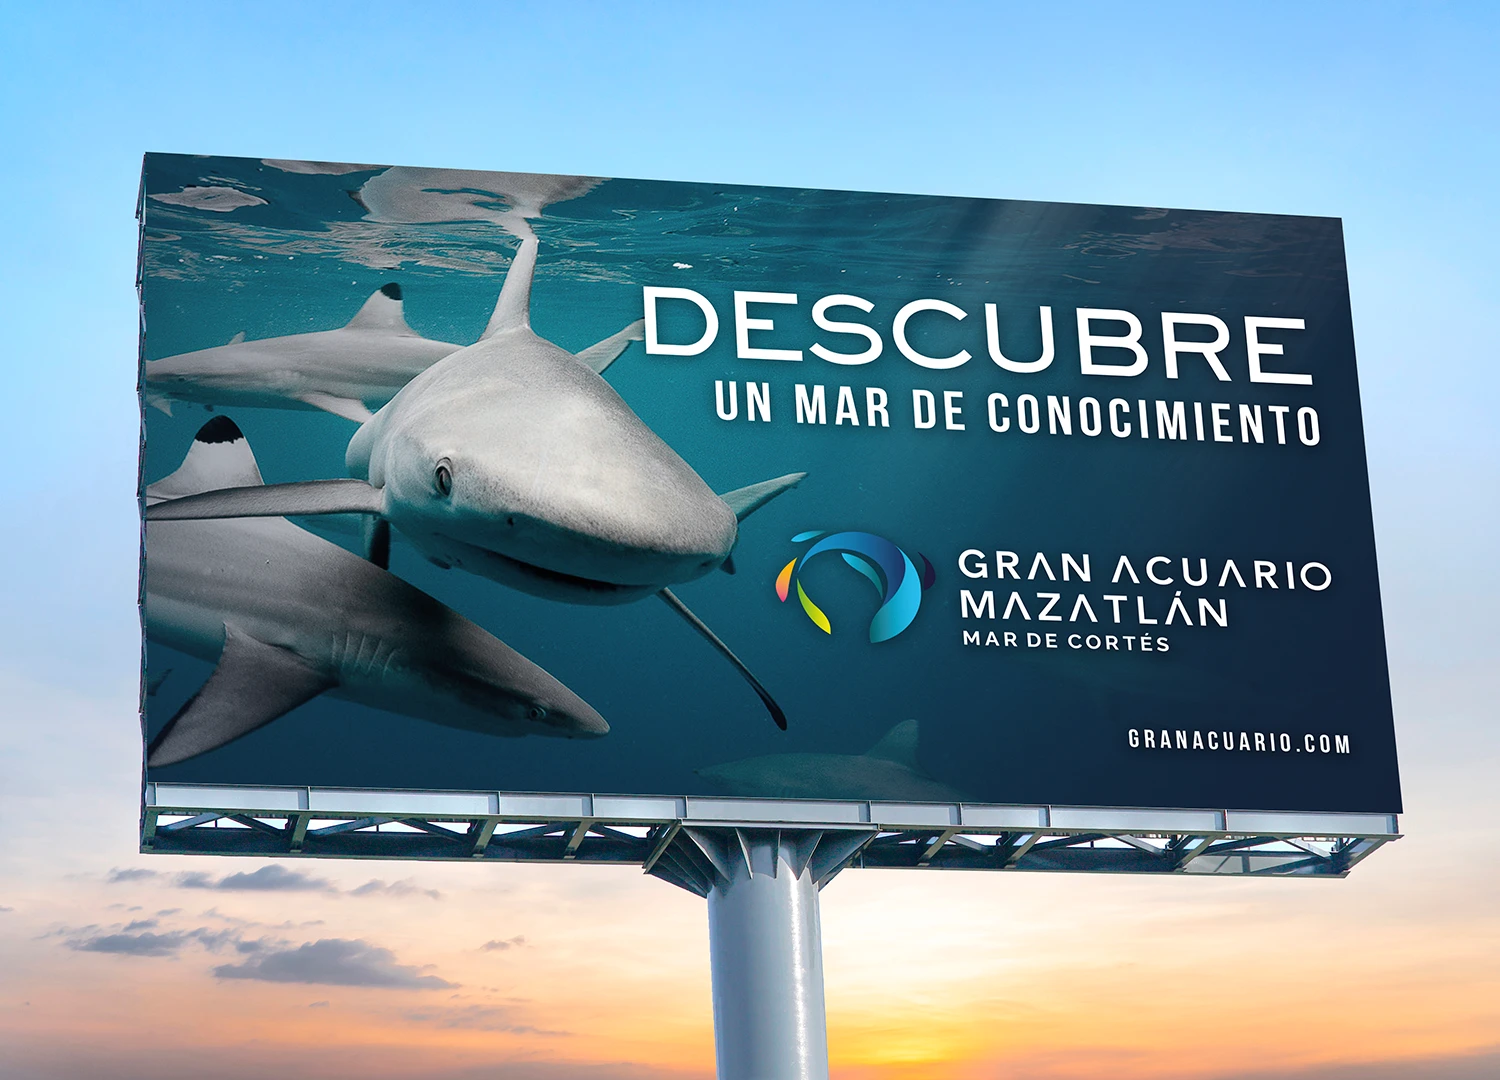 DESCUBRE
UN MAR DE CONOCIMIENTO
GRAN ACUARIO
MAZATLÁN
MAR DE CORTÉS
GRANACUARIO.COM